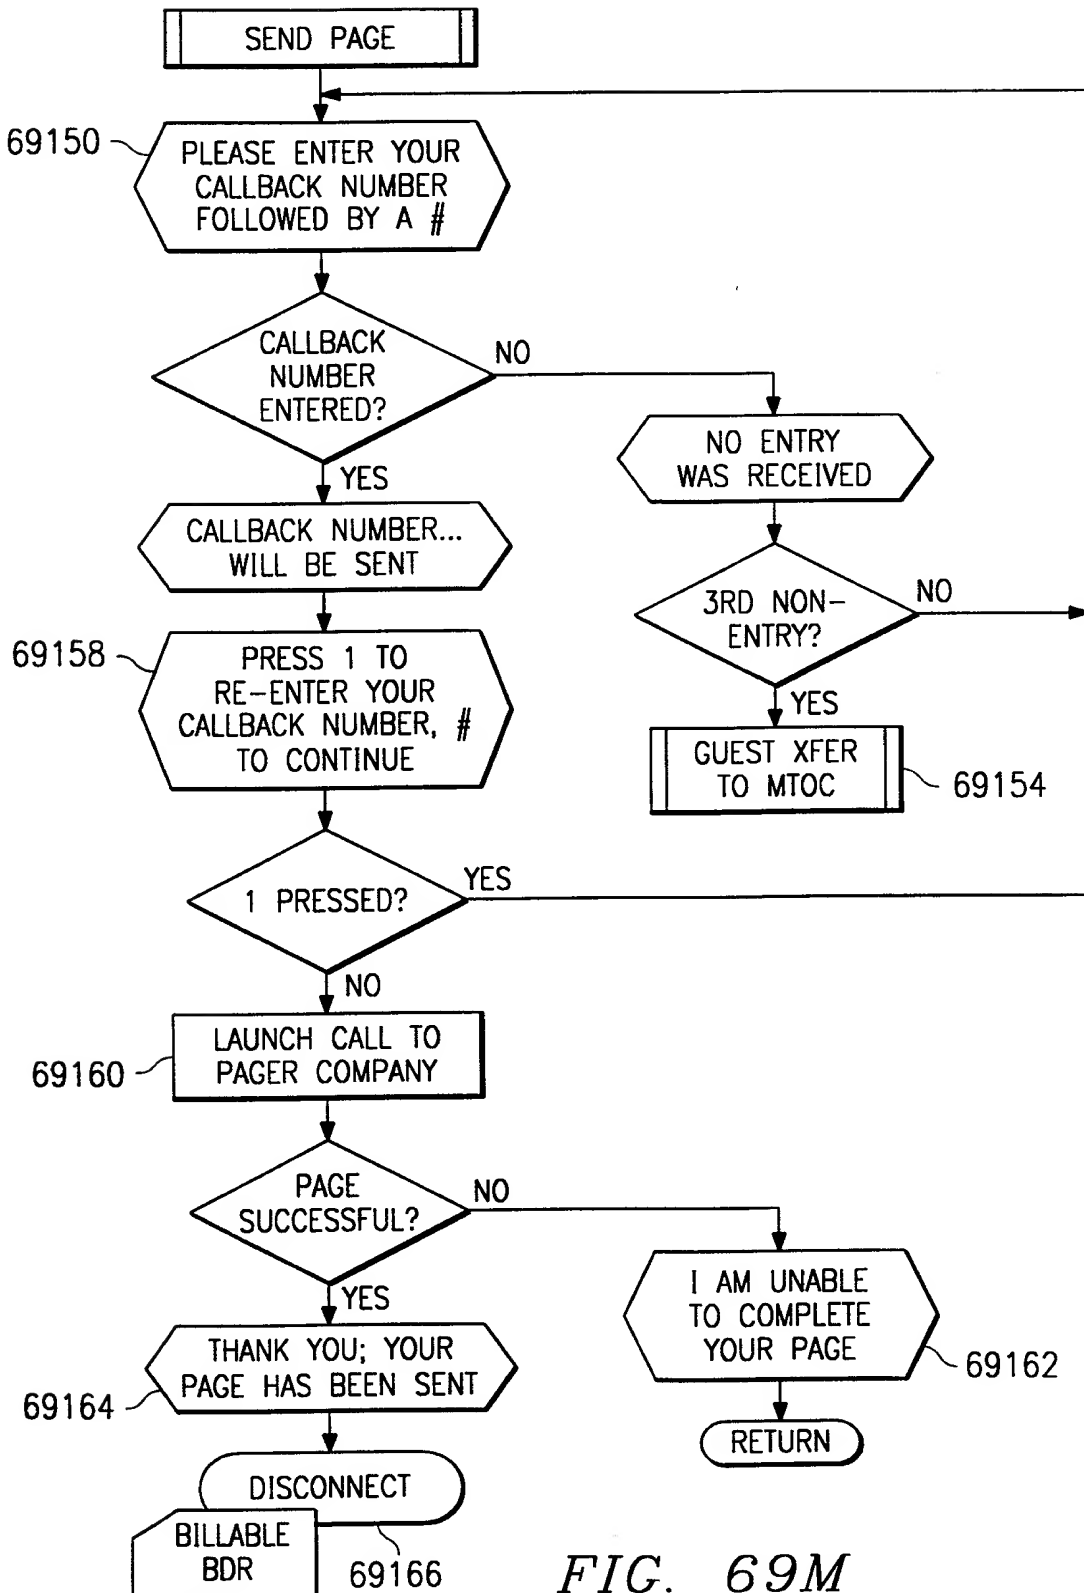 SEND PAGE
69150
PLEASE ENTER YOUR
CALLBACK NUMBER
FOLLOWED BY A #
CALLBACK
NUMBER
ENTERED?
NO
YES
NO ENTRY
WAS RECEIVED
CALLBACK NUMBER...
WILL BE SENT
3RD NON-
ENTRY?
NO
YES
69158
PRESS 1 TO
RE-ENTER YOUR
CALLBACK NUMBER, #
TO CONTINUE
GUEST XFER
TO MTOC
69154
1 PRESSED?
YES
NO
LAUNCH CALL TO
PAGER COMPANY
69160
PAGE
SUCCESSFUL?
NO
YES
I AM UNABLE
TO COMPLETE
YOUR PAGE
69162
THANK YOU; YOUR
PAGE HAS BEEN SENT
69164
RETURN
DISCONNECT
BILLABLE
BDR
69166
FIG. 69M